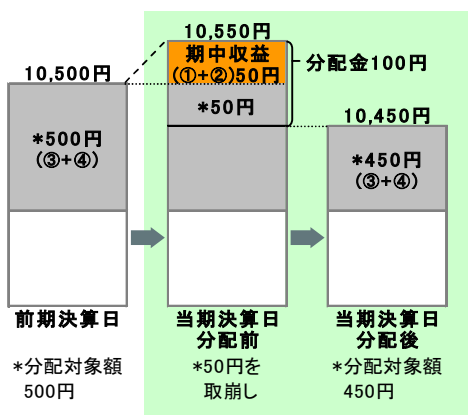 10,550円
期中収益
(①+②)50円
分配金100円
10,500円
*50円
10,450円
*500円
(③+④)
*450円
(③+④)
前期決算日
当期決算日
分配前
当期決算日
分配後
*分配対象額
500円
*50円を
取崩し
*分配対象額
450円